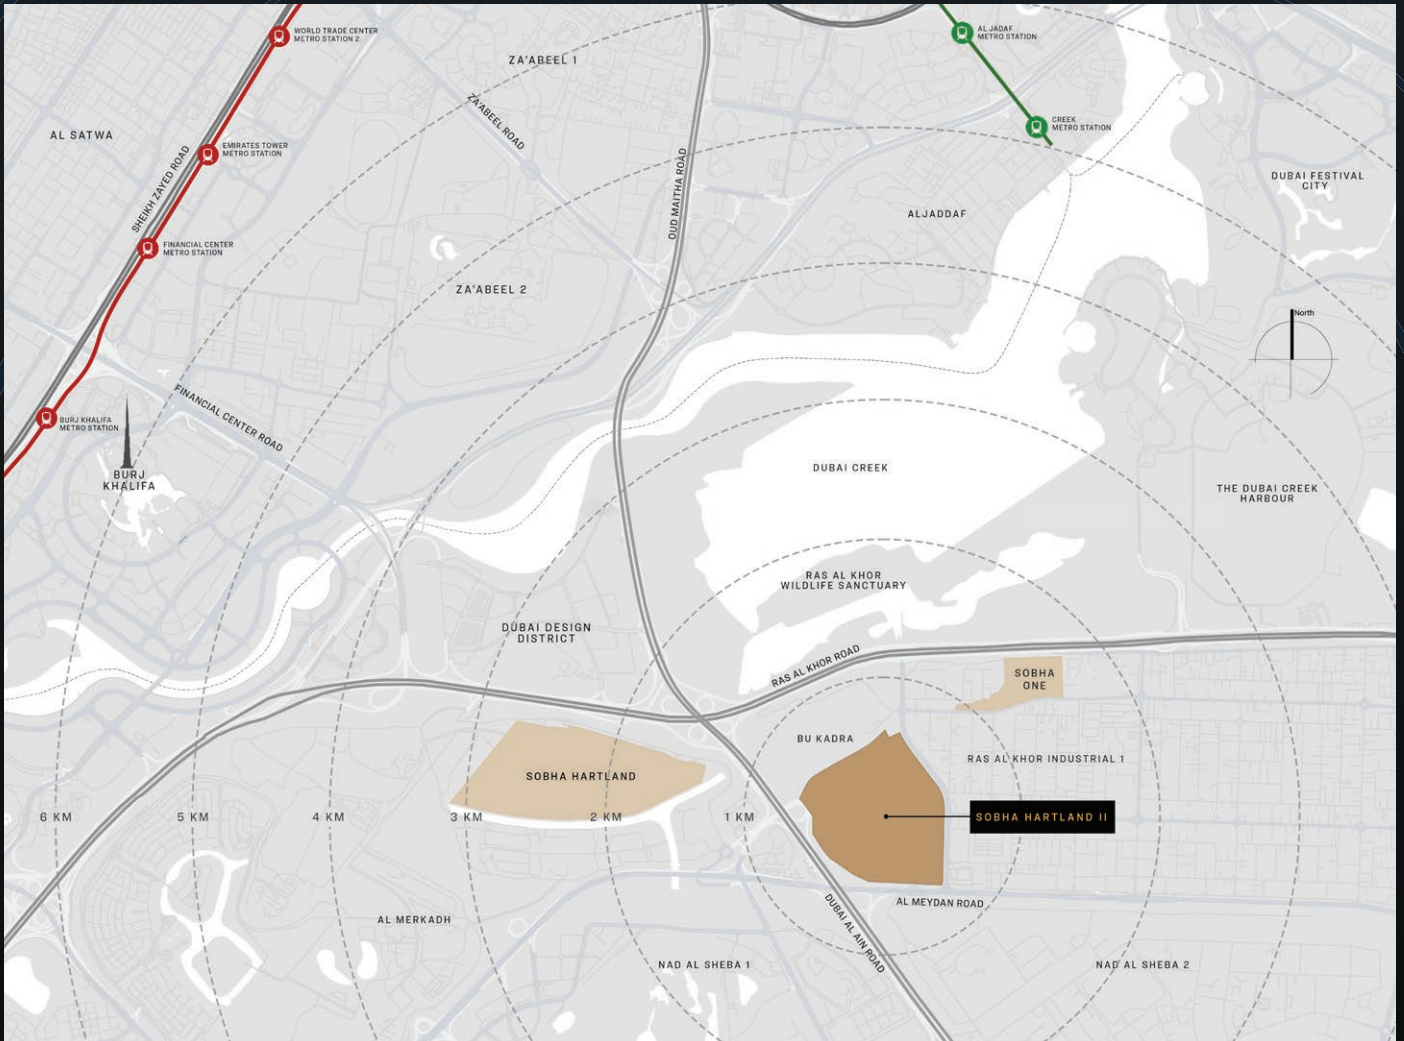 WORLD TRADE CENTER
METRO STATION 2
AL JADAF
METRO STATION
ZA'ABEEL 1
ZA'ABEEL ROAD
CREEK
METRO STATION
AL SATWA
EMIRATES TOWER
METRO STATION
SHEIKH ZAYED ROAD
OUD MAITHA ROAD
DUBAI FESTIVAL
CITY
ALJADDAF
FINANCIAL CENTER
METRO STATION
ZA'ABEEL 2
North
FINANCIAL CENTER ROAD
BURJ KHALIFA
METRO STATION
BURJ
KHALIFA
DUBAI CREEK
THE DUBAI CREEK
HARBOUR
RAS AL KHOR
WILDLIFE SANCTUARY
DUBAI DESIGN
DISTRICT
RAS AL KHOR ROAD
SOBHA
ONE
BU KADRA
RAS AL KHOR INDUSTRIAL 1
SOBHA HARTLAND
6 KM
5 KM
4 KM
3 KM
2 KM
1 KM
SOBHA HARTLAND II
AL MEYDAN ROAD
DUBAI AL AIN ROAD
AL MERKADH
NAD AL SHEBA 1
NAD AL SHEBA 2